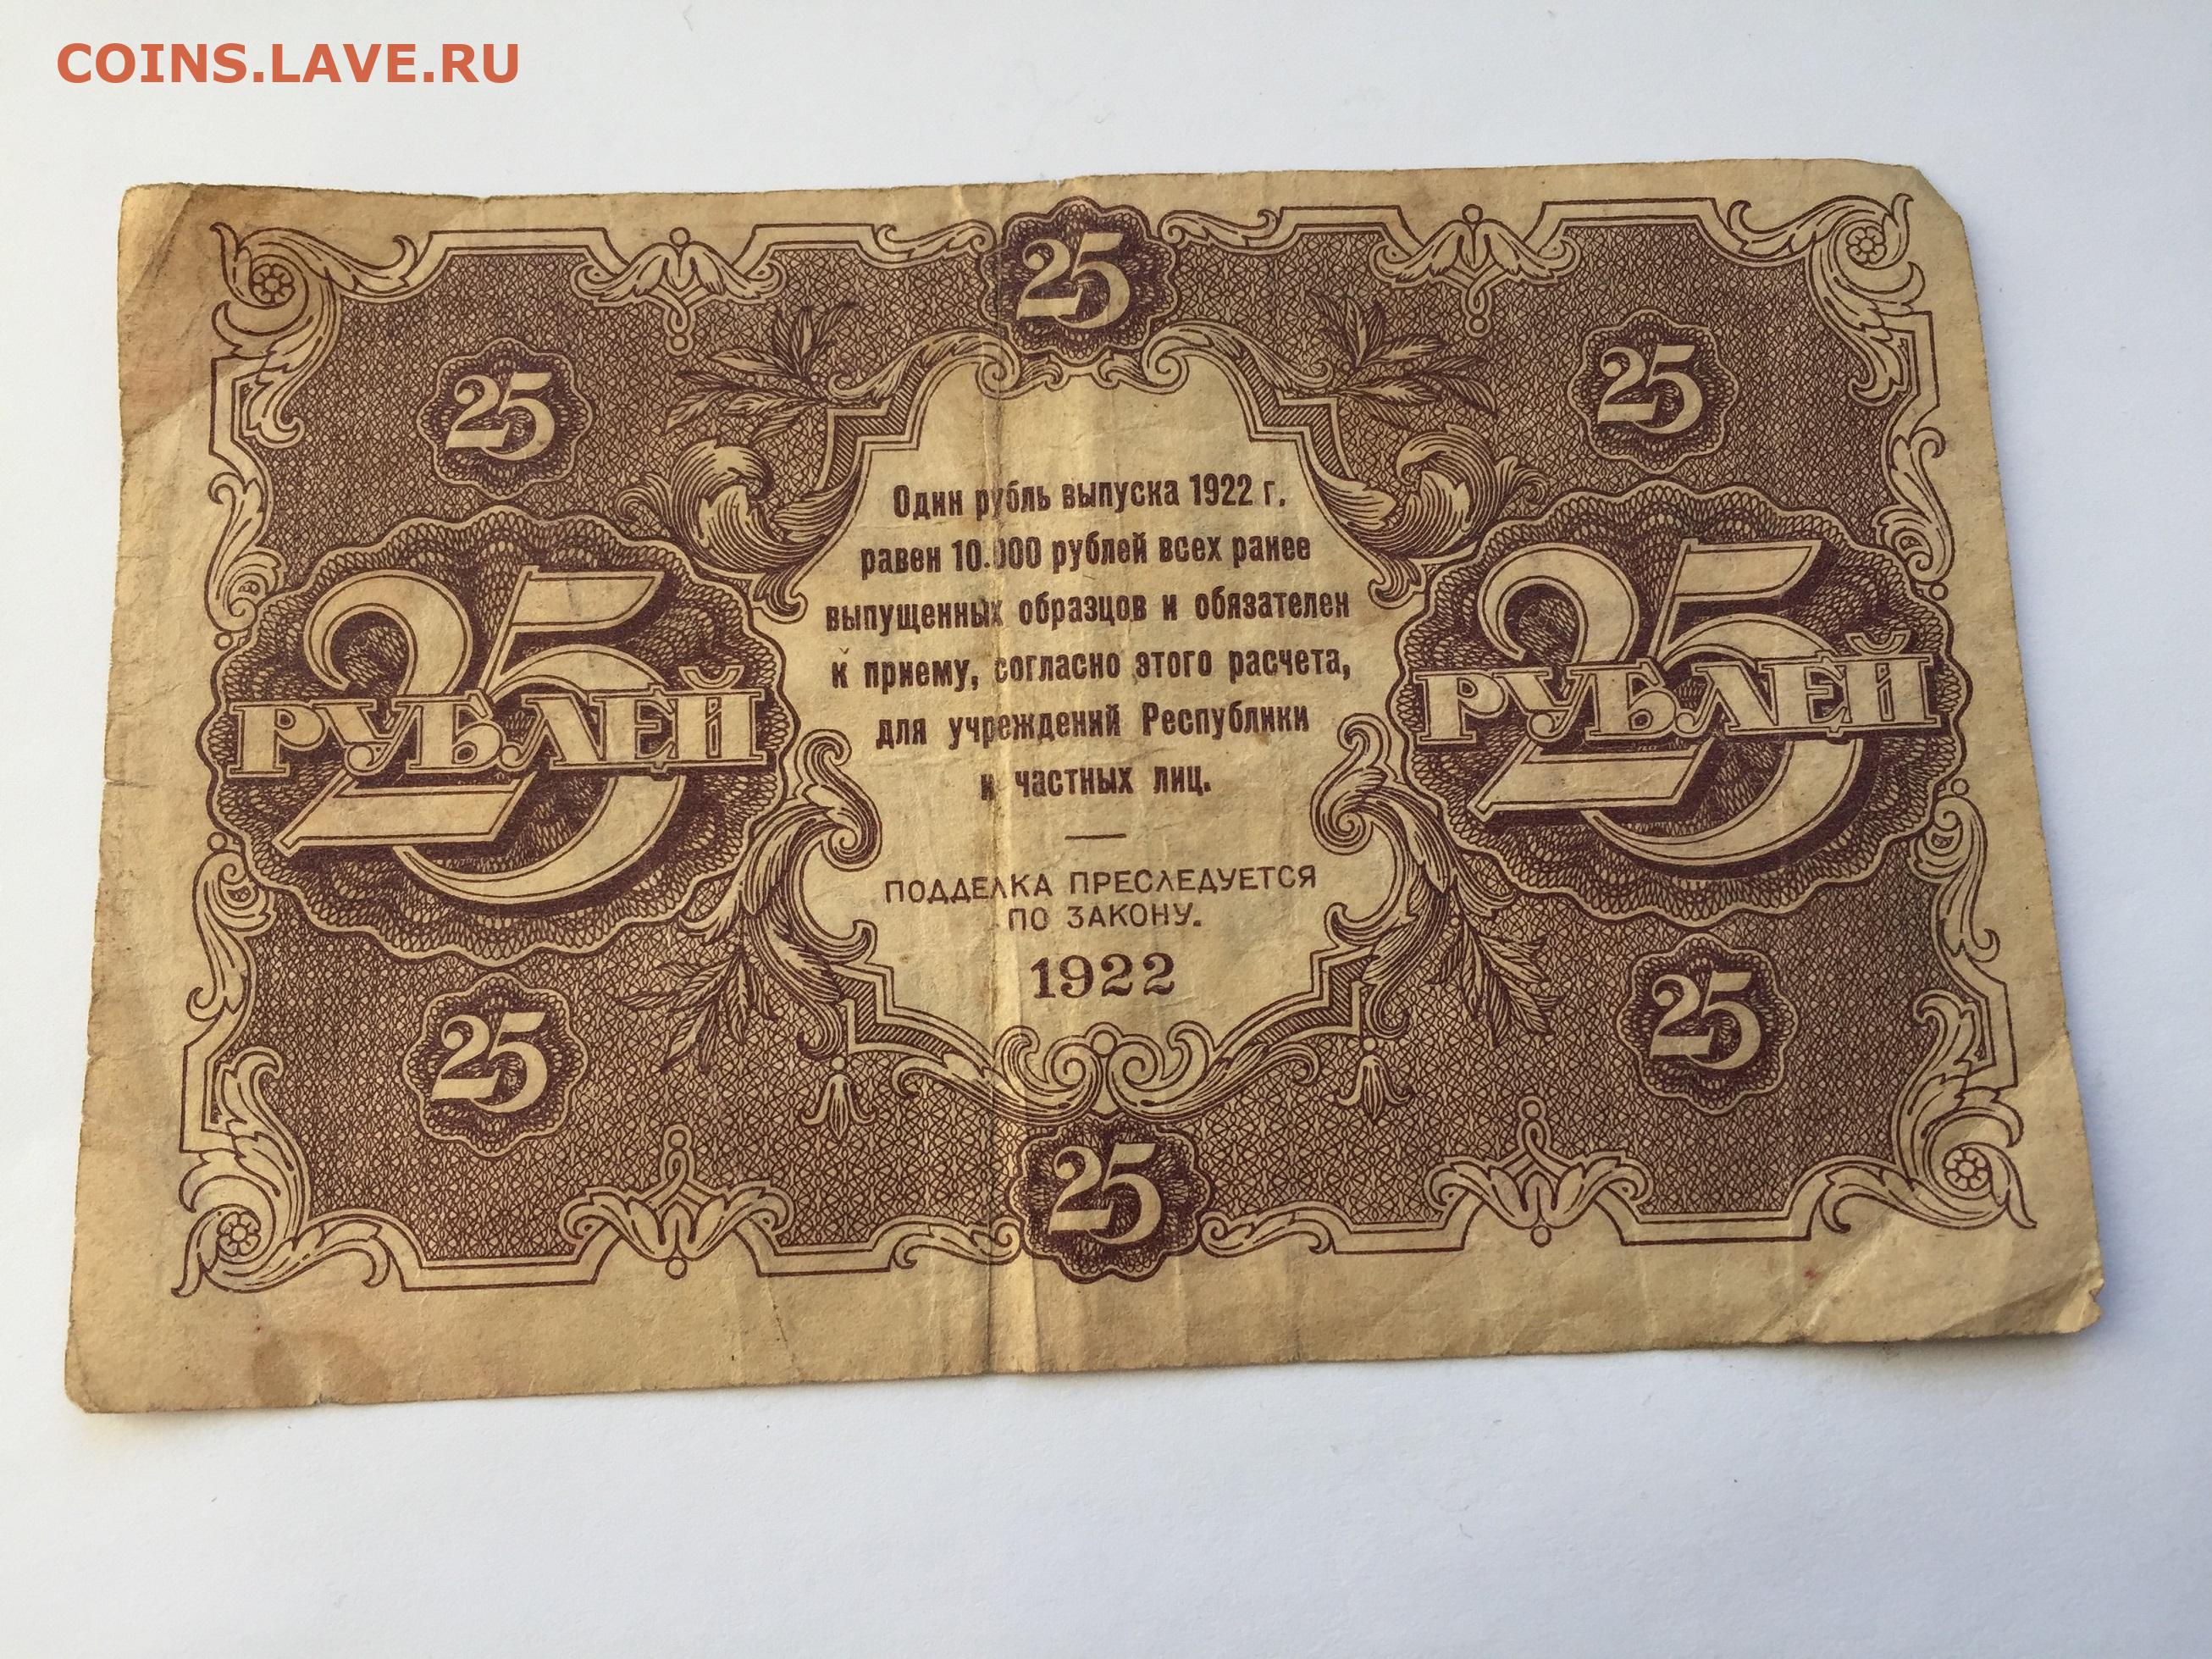 COINS.LAVE.RU
25
25
25
Один рубль выпуска 1922 г.
равен 10.000 рублей всех ранее
выпущенных образцов и обязателен
к приему, согласно этого расчета,
для учреждений Республики
и частных лиц.
25 РУБЛЕЙ
25 РУБЛЕЙ
ПОДДЕЛКА ПРЕСЛЕДУЕТСЯ
ПО ЗАКОНУ.
1922
25
25
25